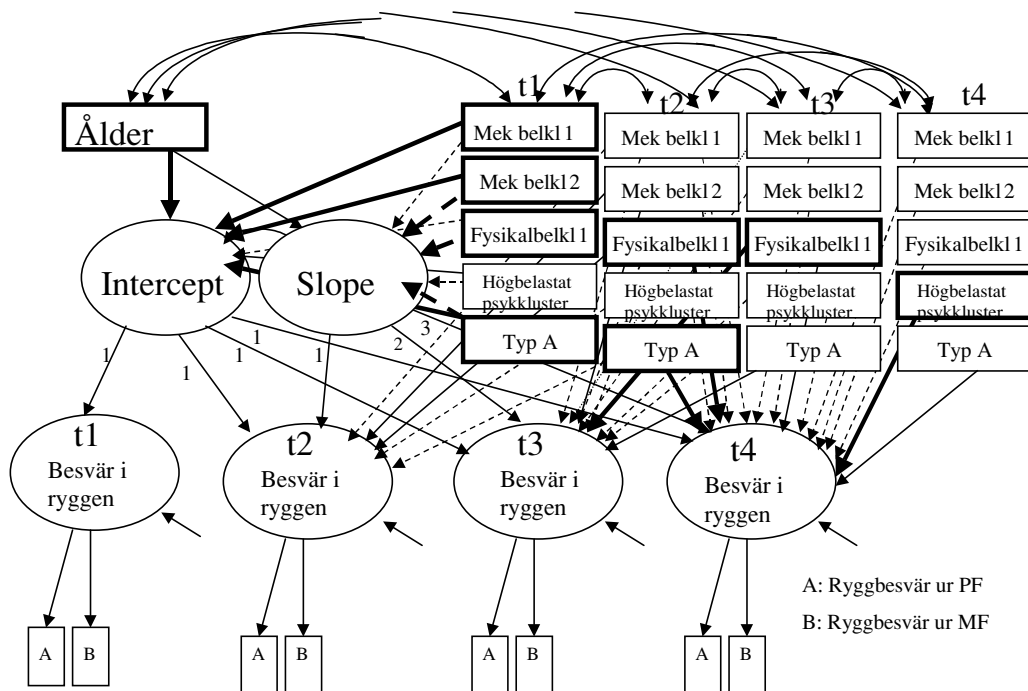 t1
t2
t3
t4
Ålder
Mek belkl 1
Mek belkl 2
Fysikalbelkl 1
Högbelastat
psykkluster
Typ A
Mek belkl 1
Mek belkl 2
Fysikalbelkl 1
Högbelastat
psykkluster
Typ A
Mek belkl 1
Mek belkl 2
Fysikalbelkl 1
Högbelastat
psykkluster
Typ A
Mek belkl 1
Mek belkl 2
Fysikalbelkl 1
Högbelastat
psykkluster
Typ A
Intercept
Slope
1
1
1
1
1
2
3
t1
Besvär i
ryggen
t2
Besvär i
ryggen
t3
Besvär i
ryggen
t4
Besvär i
ryggen
A: Ryggbesvär ur PF
B: Ryggbesvär ur MF
A
B
A
B
A
B
A
B